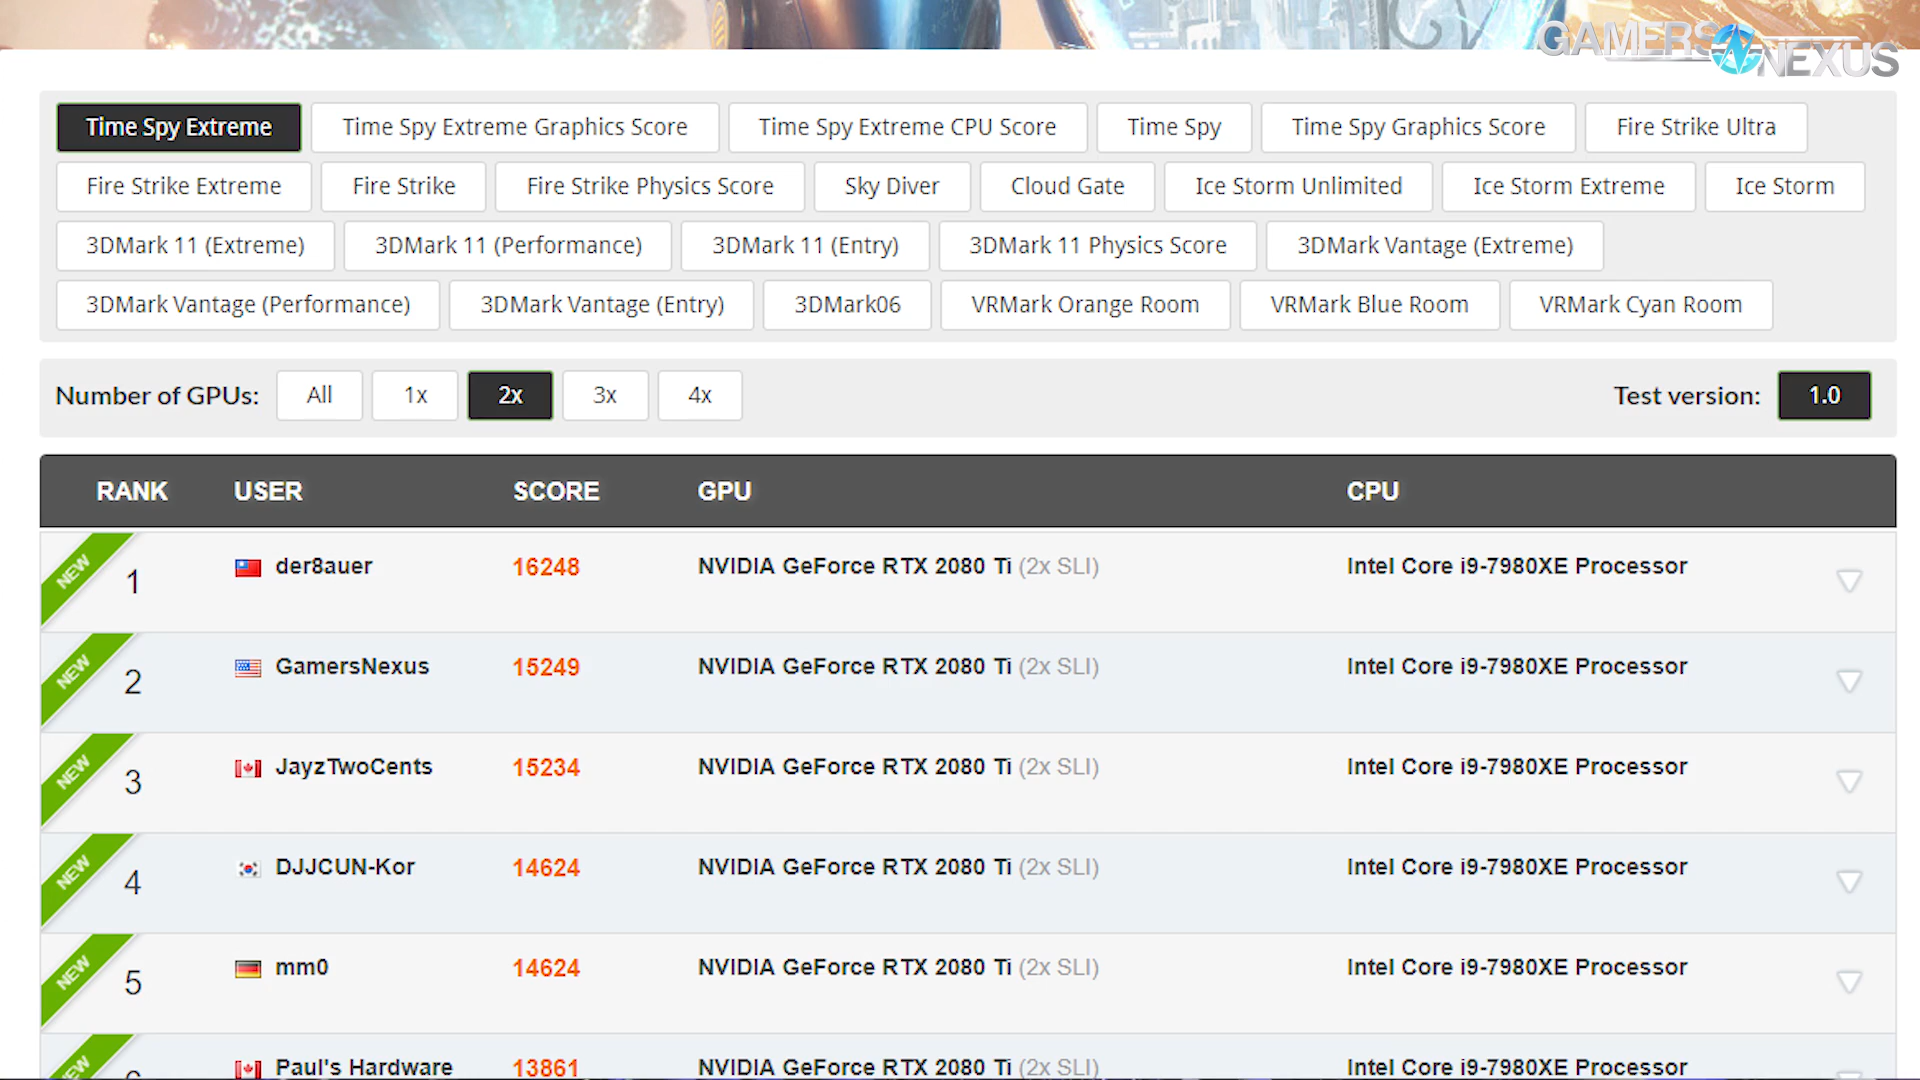 GAMERS NEXUS
Time Spy Extreme Time Spy Extreme Graphics Score Time Spy Extreme CPU Score Time Spy Time Spy Graphics Score Fire Strike Ultra
Fire Strike Extreme Fire Strike Fire Strike Physics Score Sky Diver Cloud Gate Ice Storm Unlimited Ice Storm Extreme Ice Storm
3DMark 11 (Extreme) 3DMark 11 (Performance) 3DMark 11 (Entry) 3DMark 11 Physics Score 3DMark Vantage (Extreme)
3DMark Vantage (Performance) 3DMark Vantage (Entry) 3DMark06 VRMark Orange Room VRMark Blue Room VRMark Cyan Room
Number of GPUs: All 1x 2x 3x 4x Test version: 1.0
RANK USER SCORE GPU CPU
NEW 1 der8auer 16248 NVIDIA GeForce RTX 2080 Ti (2x SLI) Intel Core i9-7980XE Processor
NEW 2 GamersNexus 15249 NVIDIA GeForce RTX 2080 Ti (2x SLI) Intel Core i9-7980XE Processor
NEW 3 JayzTwoCents 15234 NVIDIA GeForce RTX 2080 Ti (2x SLI) Intel Core i9-7980XE Processor
NEW 4 DJJCUN-Kor 14624 NVIDIA GeForce RTX 2080 Ti (2x SLI) Intel Core i9-7980XE Processor
NEW 5 mm0 14624 NVIDIA GeForce RTX 2080 Ti (2x SLI) Intel Core i9-7980XE Processor
NEW Paul's Hardware 13861 NVIDIA GeForce RTX 2080 Ti (2x SLI) Intel Core i9-7980XE Processor